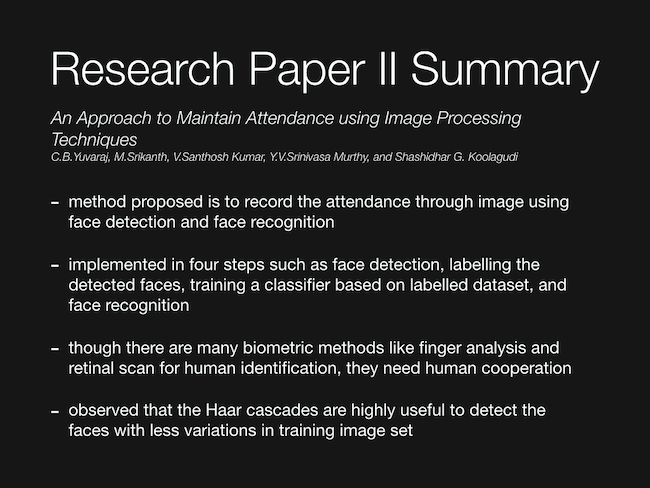 Research Paper II Summary
An Approach to Maintain Attendance using Image Processing
Techniques
C.B.Yuvaraj, M.Srikanth, V.Santhosh Kumar, Y.V.Srinivasa Murthy, and Shashidhar G. Koolagudi
– method proposed is to record the attendance through image using
face detection and face recognition
– implemented in four steps such as face detection, labelling the
detected faces, training a classifier based on labelled dataset, and
face recognition
– though there are many biometric methods like finger analysis and
retinal scan for human identification, they need human cooperation
– observed that the Haar cascades are highly useful to detect the
faces with less variations in training image set